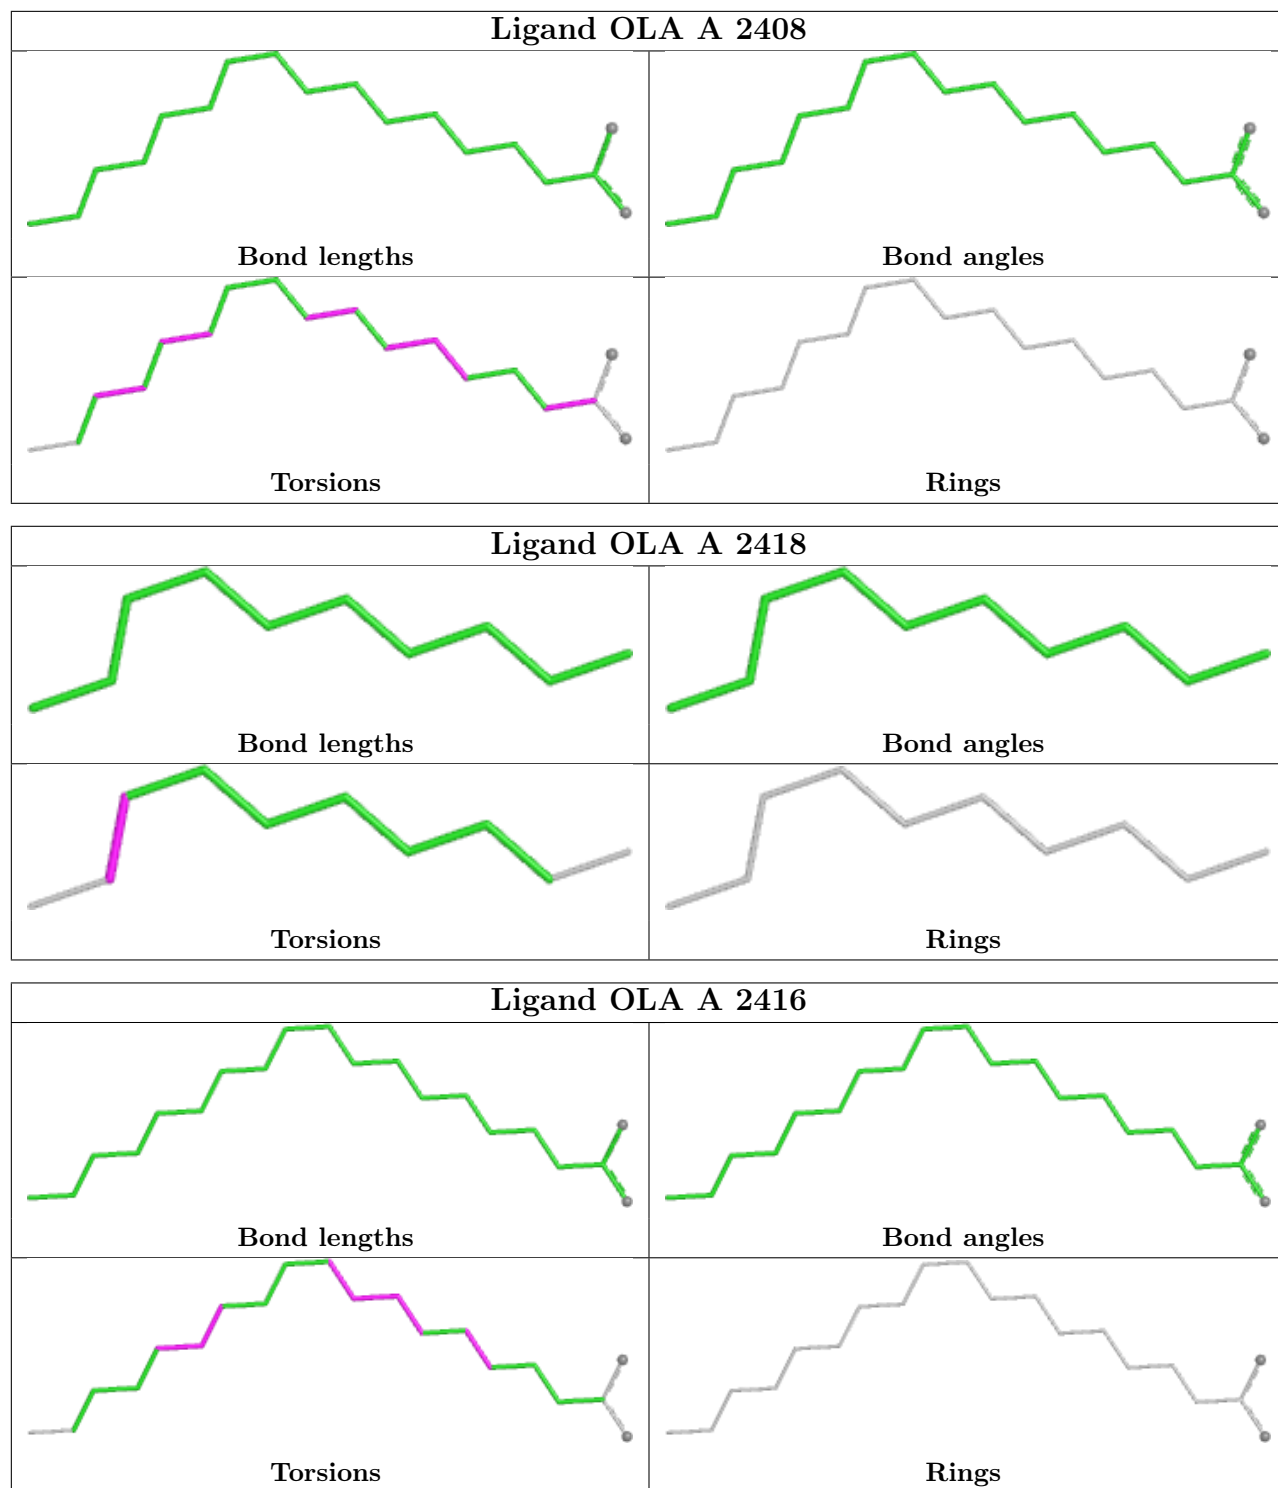 Ligand OLA A 2408
Bond lengths
Bond angles
Torsions
Rings
Ligand OLA A 2418
Bond lengths
Bond angles
Torsions
Rings
Ligand OLA A 2416
Bond lengths
Bond angles
Torsions
Rings